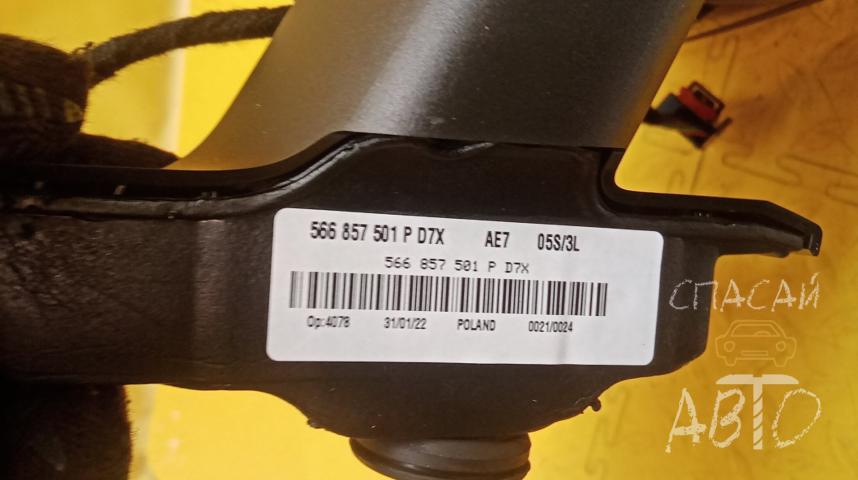 566 857 501 P D7X AE7 05S/3L
566 857 501 P D7X
Op:4078 31/01/22 POLAND 0021/0024
СПАСАЙ
АВТО